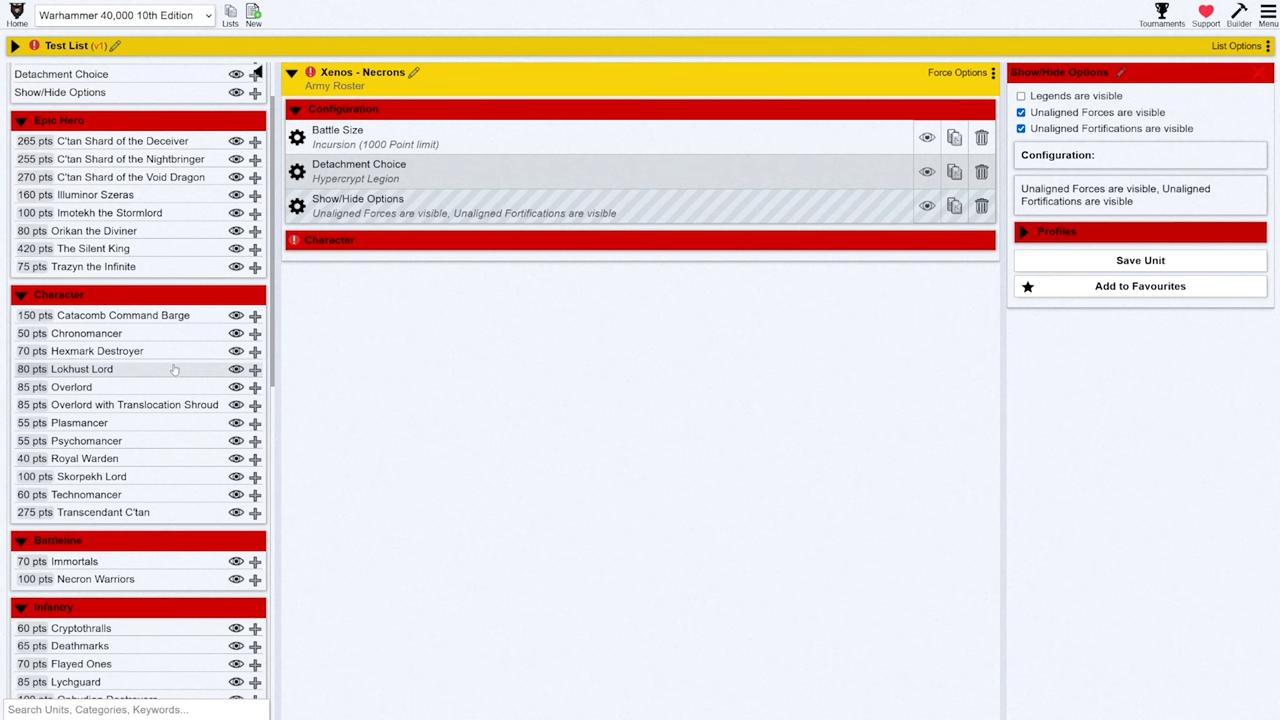 Home
Warhammer 40,000 10th Edition
Lists
New
Tournaments
Support
Builder
Menu
Test List (v1)
List Options
Detachment Choice
Show/Hide Options
Epic Hero
265 pts C'tan Shard of the Deceiver
255 pts C'tan Shard of the Nightbringer
270 pts C'tan Shard of the Void Dragon
160 pts Illuminor Szeras
100 pts Imotekh the Stormlord
80 pts Orikan the Diviner
420 pts The Silent King
75 pts Trazyn the Infinite
Character
150 pts Catacomb Command Barge
50 pts Chronomancer
70 pts Hexmark Destroyer
80 pts Lokhust Lord
85 pts Overlord
85 pts Overlord with Translocation Shroud
55 pts Plasmancer
55 pts Psychomancer
40 pts Royal Warden
100 pts Skorpekh Lord
60 pts Technomancer
275 pts Transcendant C'tan
Battleline
70 pts Immortals
100 pts Necron Warriors
Infantry
60 pts Cryptothralls
65 pts Deathmarks
70 pts Flayed Ones
85 pts Lychguard
Search Units, Categories, Keywords...
Xenos - Necrons
Army Roster
Force Options
Configuration
Battle Size
Incursion (1000 Point limit)
Detachment Choice
Hypercrypt Legion
Show/Hide Options
Unaligned Forces are visible, Unaligned Fortifications are visible
Character
Show/Hide Options
Legends are visible
Unaligned Forces are visible
Unaligned Fortifications are visible
Configuration:
Unaligned Forces are visible, Unaligned
Fortifications are visible
Profiles
Save Unit
Add to Favourites